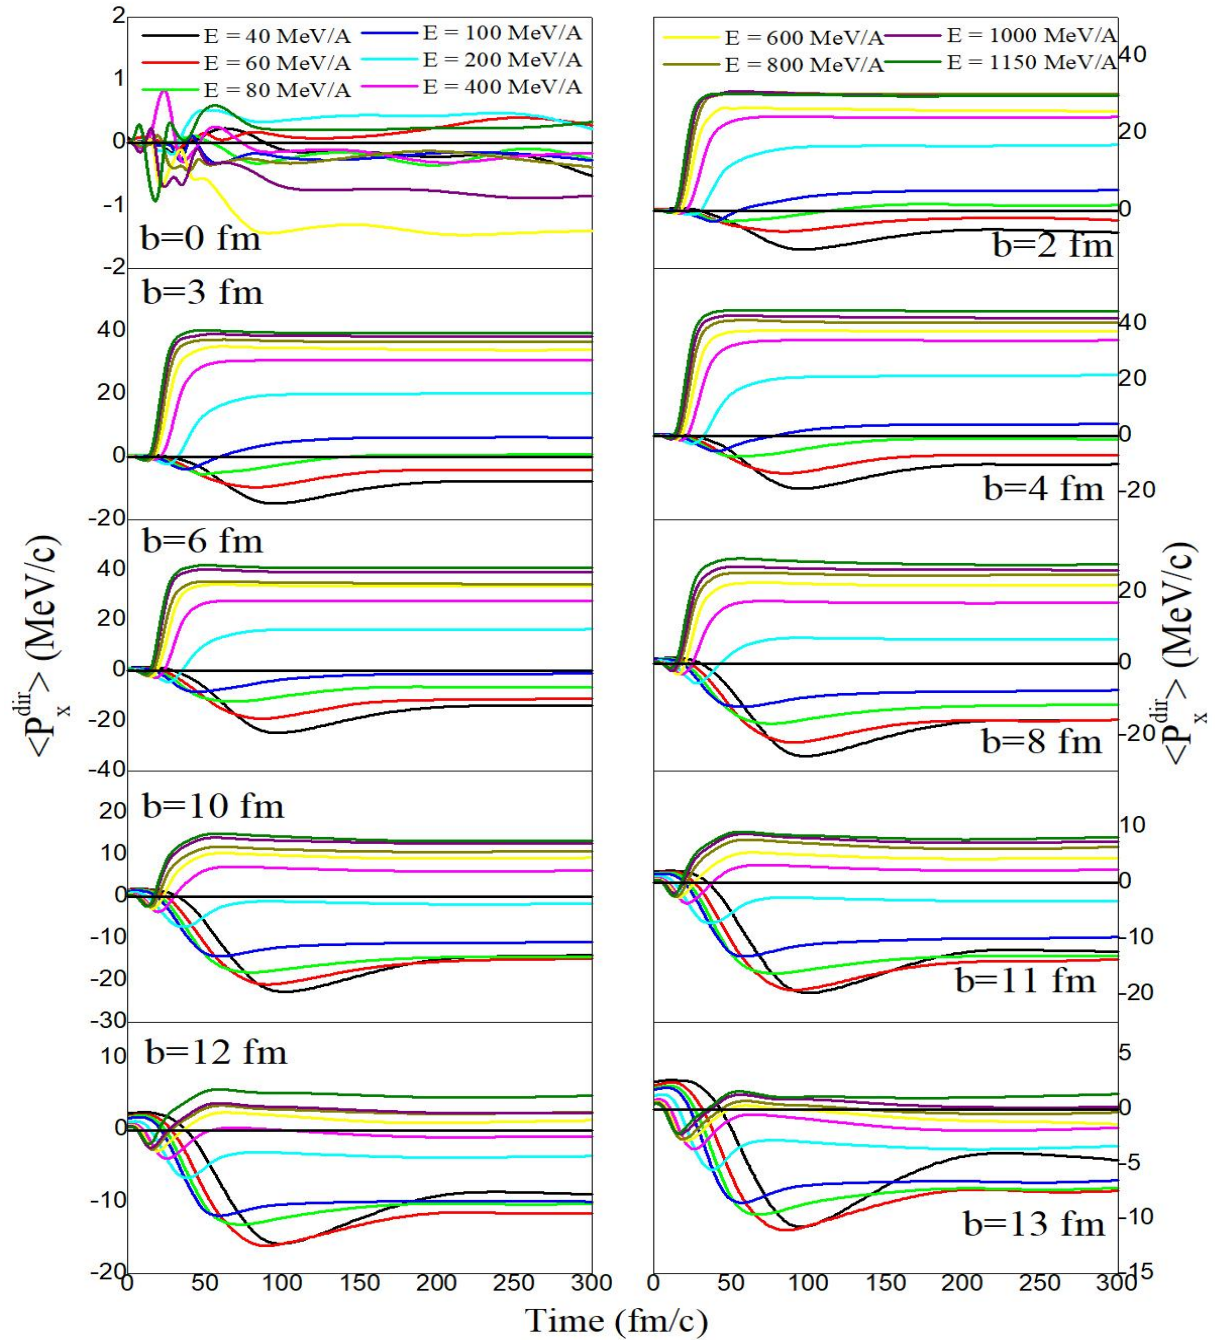 E = 40 MeV/A
E = 60 MeV/A
E = 80 MeV/A
E = 100 MeV/A
E = 200 MeV/A
E = 400 MeV/A
2
1
0
-1
-2
b=0 fm
E = 600 MeV/A
E = 800 MeV/A
E = 1000 MeV/A
E = 1150 MeV/A
40
20
0
b=2 fm
b=3 fm
40
20
0
-20
40
20
0
-20
b=4 fm
b=6 fm
40
20
0
-20
-40
20
0
-20
b=8 fm
b=10 fm
20
10
0
-10
-20
-30
10
0
-10
-20
b=11 fm
b=12 fm
10
0
-10
-20
5
0
-5
-10
-15
b=13 fm
0 50 100 150 200 250 300
0 50 100 150 200 250 300
<P_x^dir> (MeV/c)
<P_x^dir> (MeV/c)
Time (fm/c)